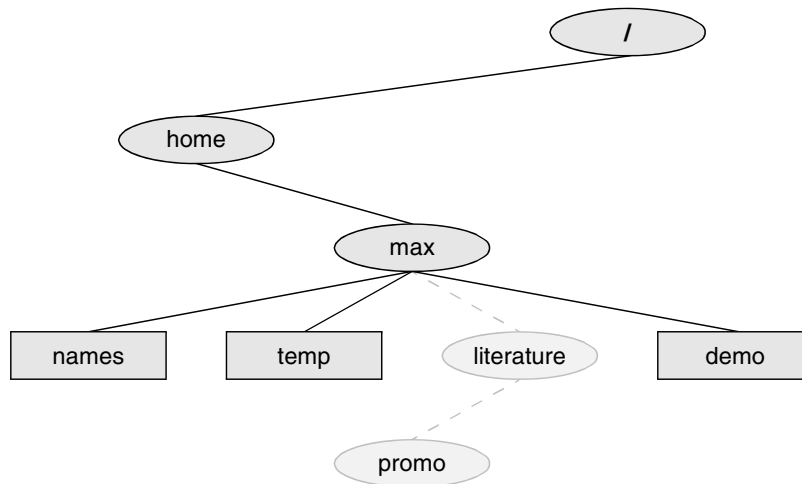 /
home
max
names
temp
literature
demo
promo